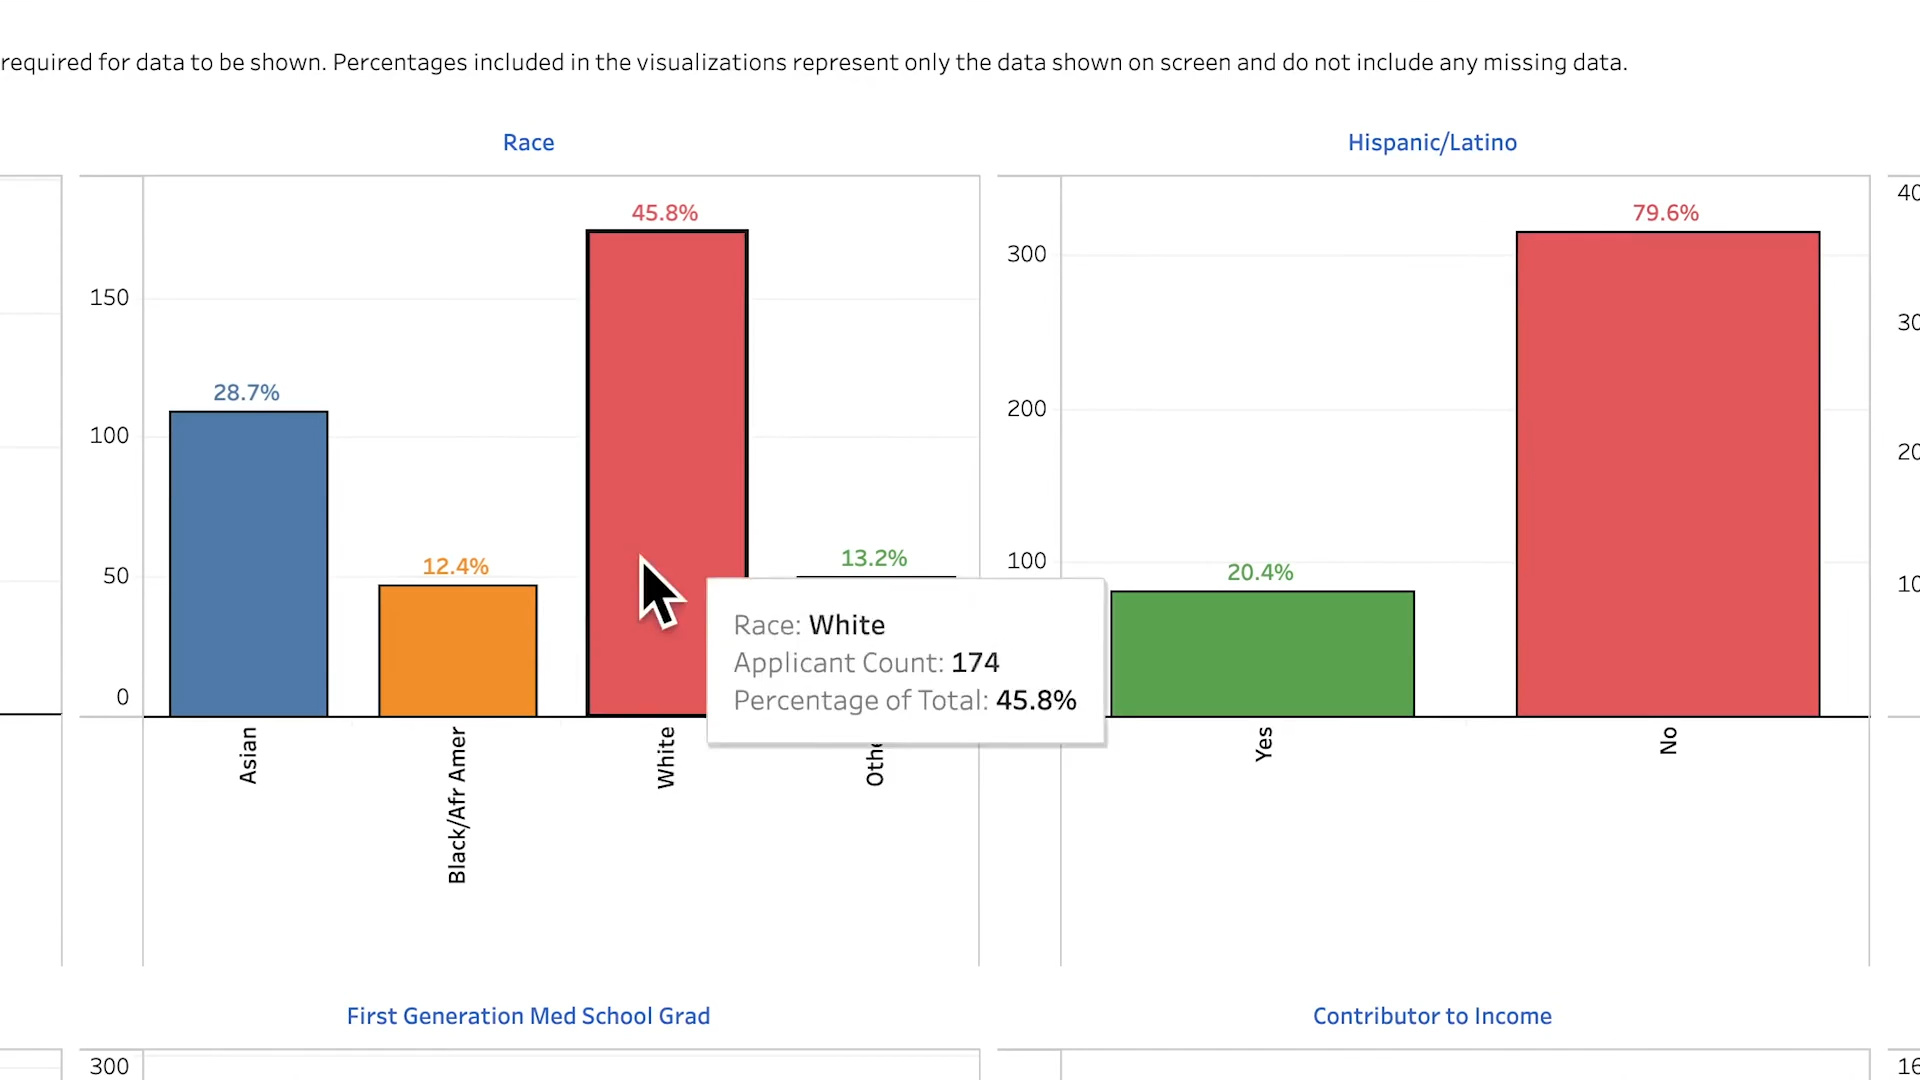 required for data to be shown. Percentages included in the visualizations represent only the data shown on screen and do not include any missing data.
Race
45.8%
150
28.7%
100
12.4%
50
13.2%
0
Asian
Black/Afr Amer
White
Race: White
Applicant Count: 174
Percentage of Total: 45.8%
Hispanic/Latino
79.6%
300
200
100
20.4%
Yes
No
First Generation Med School Grad
300
Contributor to Income